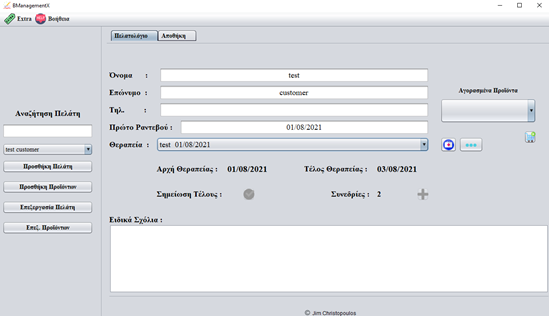 BManagementX
Extra Βοήθεια
Πελατολόγιο Αποθήκη
Όνομα :
test
Επώνυμο :
customer
Τηλ. :
Πρώτο Ραντεβού :
01/08/2021
Θεραπεία :
test 01/08/2021
Αρχή Θεραπείας : 01/08/2021
Τέλος Θεραπείας : 03/08/2021
Σημείωση Τέλους :
Συνεδρίες : 2
Ειδικά Σχόλια :
Αγορασμένα Προϊόντα
Αναζήτηση Πελάτη
test customer
Προσθήκη Πελάτη
Προσθήκη Προϊόντων
Επεξεργασία Πελάτη
Επεξ. Προϊόντων
© Jim Christopoulos